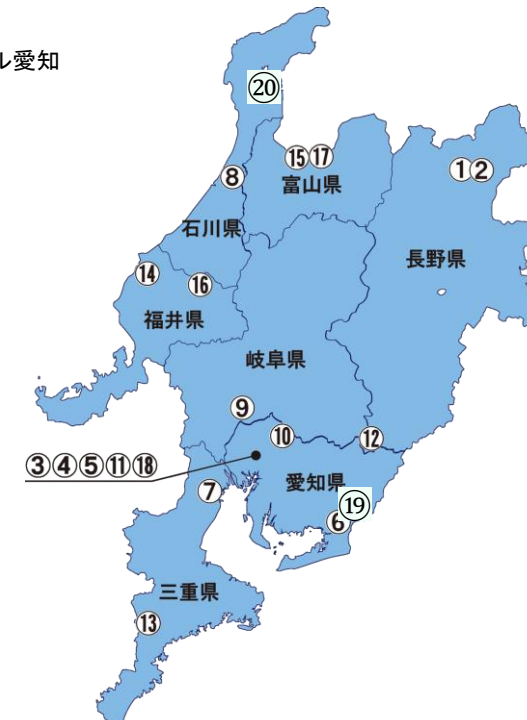 ル愛知
⑳
⑮⑰
①②
⑧
富山県
石川県
長野県
⑭
⑯
福井県
岐阜県
⑨
⑩
⑫
③④⑤⑪⑱
愛知県
⑦
⑥
⑲
三重県
⑬